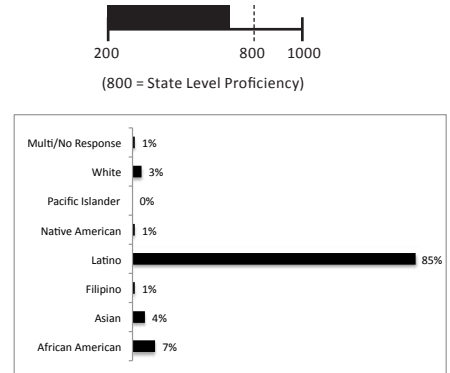 200 800 1000
(800 = State Level Proficiency)
Multi/No Response 1%
White 3%
Pacific Islander 0%
Native American 1%
Latino 85%
Filipino 1%
Asian 4%
African American 7%